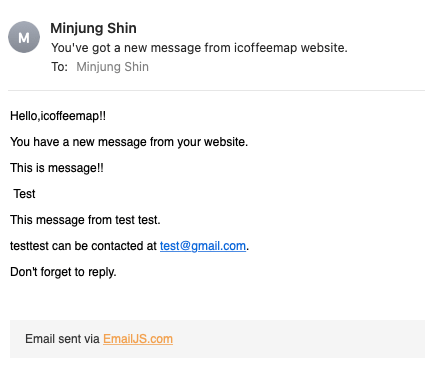 M
Minjung Shin
You've got a new message from icoffeemap website.
To: Minjung Shin
Hello,icoffeemap!!
You have a new message from your website.
This is message!!
Test
This message from test test.
testtest can be contacted at test@gmail.com.
Don't forget to reply.
Email sent via EmailJS.com